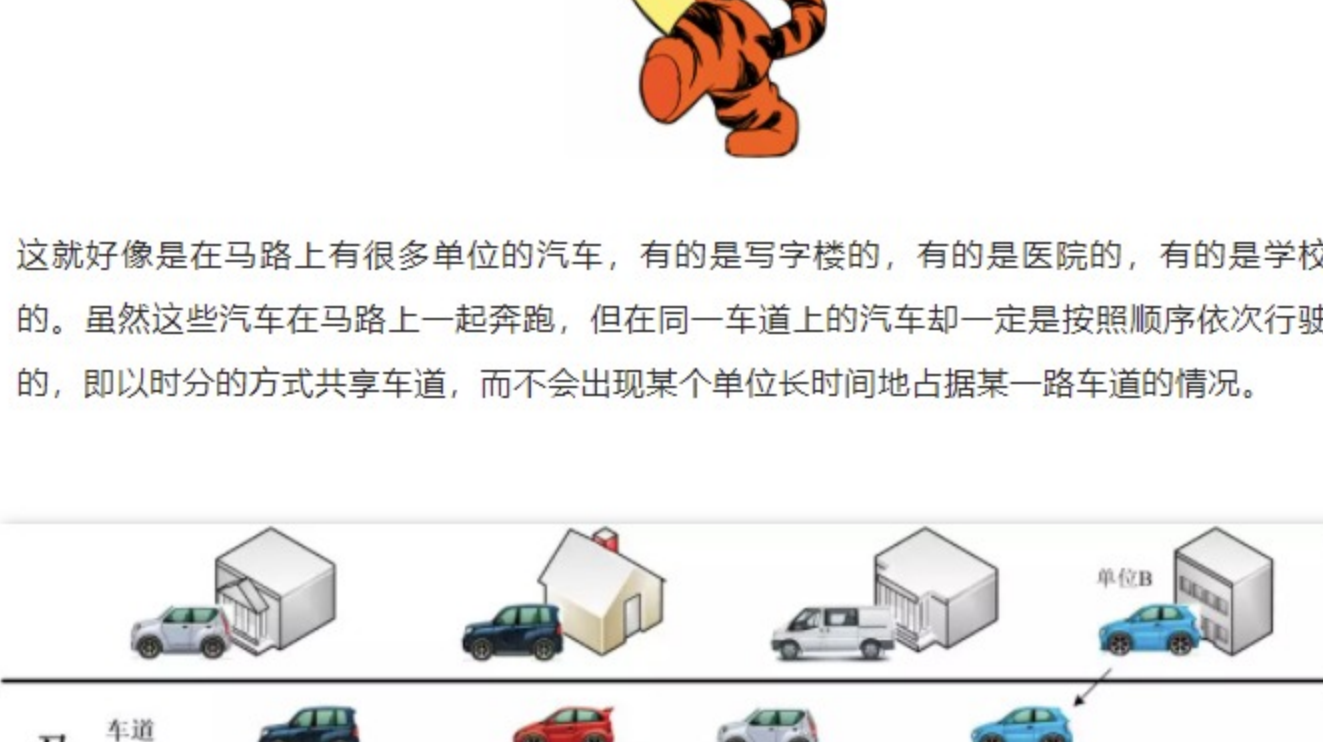 这就好像是在马路上有很多单位的汽车，有的是写字楼的，有的是医院的，有的是学校
的。虽然这些汽车在马路上一起奔跑，但在同一车道上的汽车却一定是按照顺序依次行驶
的，即以时分的方式共享车道，而不会出现某个单位长时间地占据某一路车道的情况。
单位B
车道